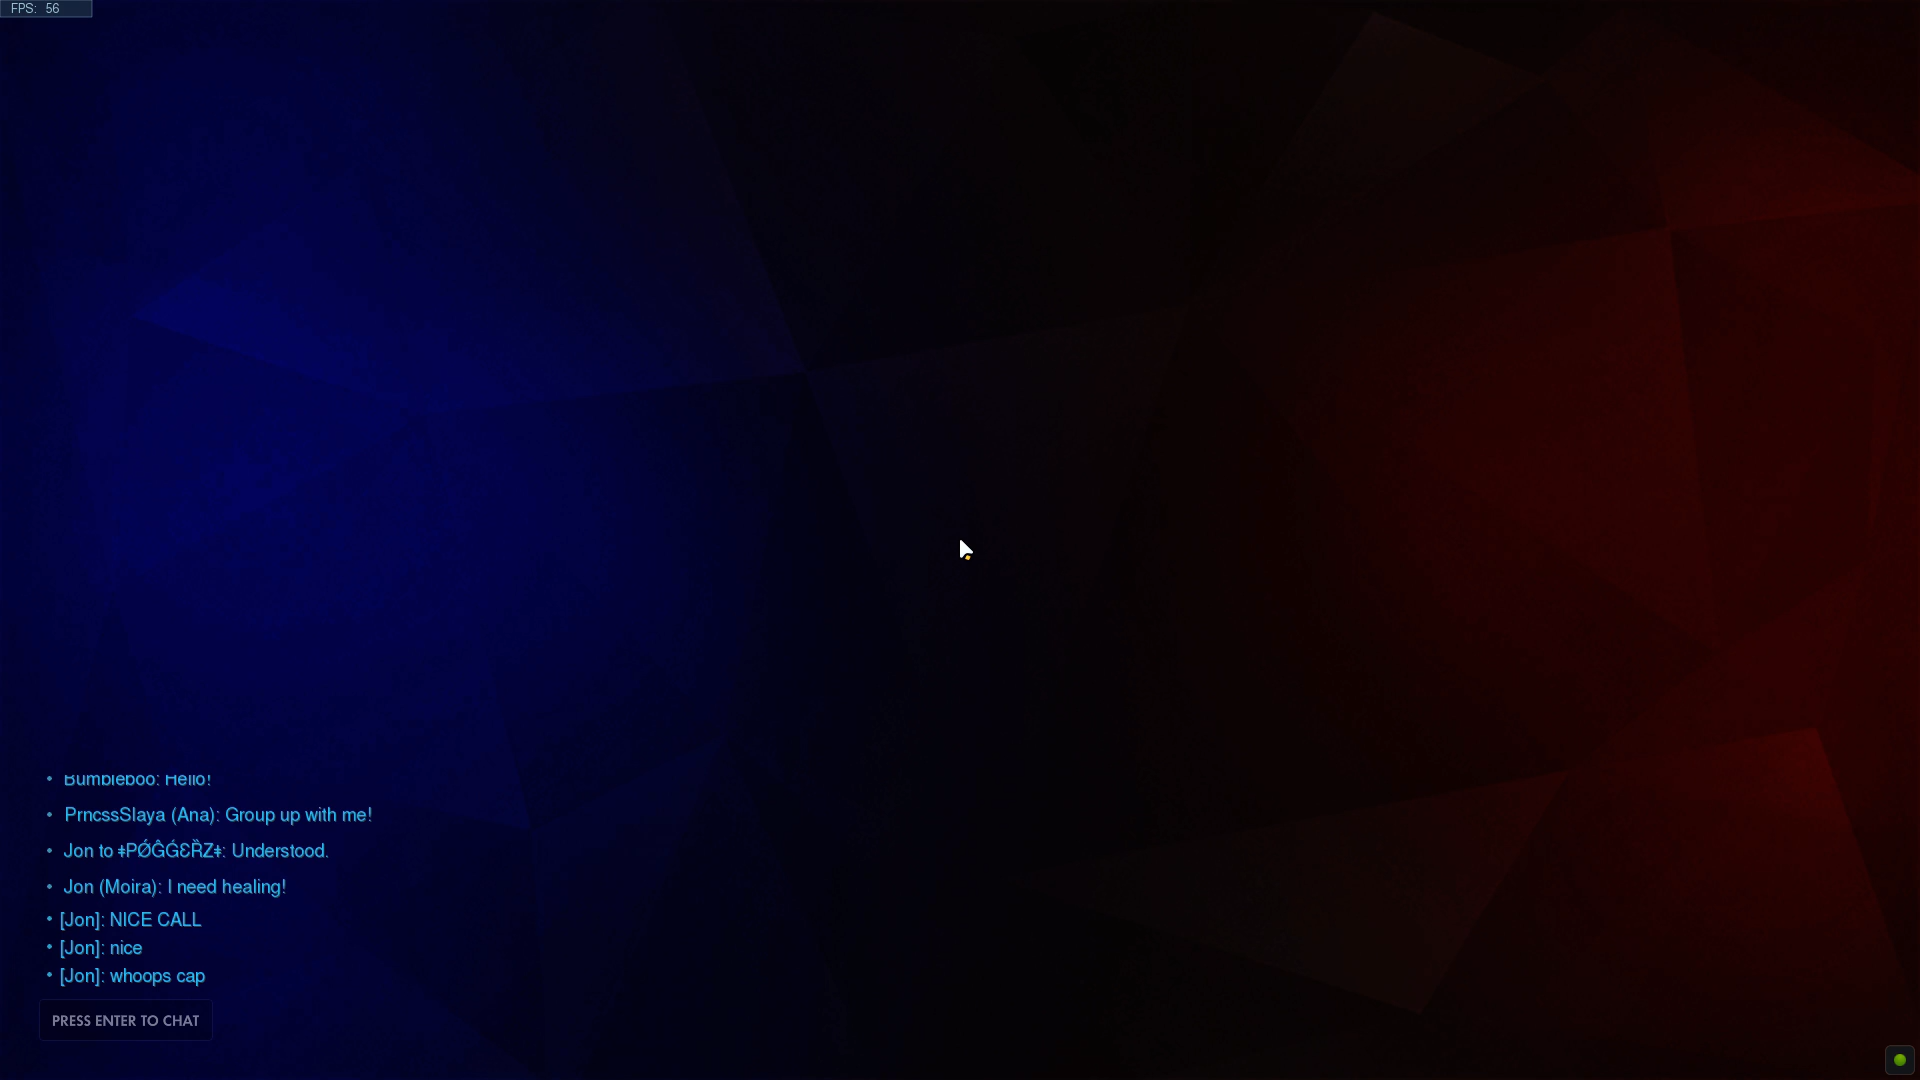 FPS: 56
Bumbleboo: Hello!
• PrncssSlaya (Ana): Group up with me!
• Jon to ǂPǾĜǴƐȐZǂ: Understood.
• Jon (Moira): I need healing!
• [Jon]: NICE CALL
• [Jon]: nice
• [Jon]: whoops cap
PRESS ENTER TO CHAT